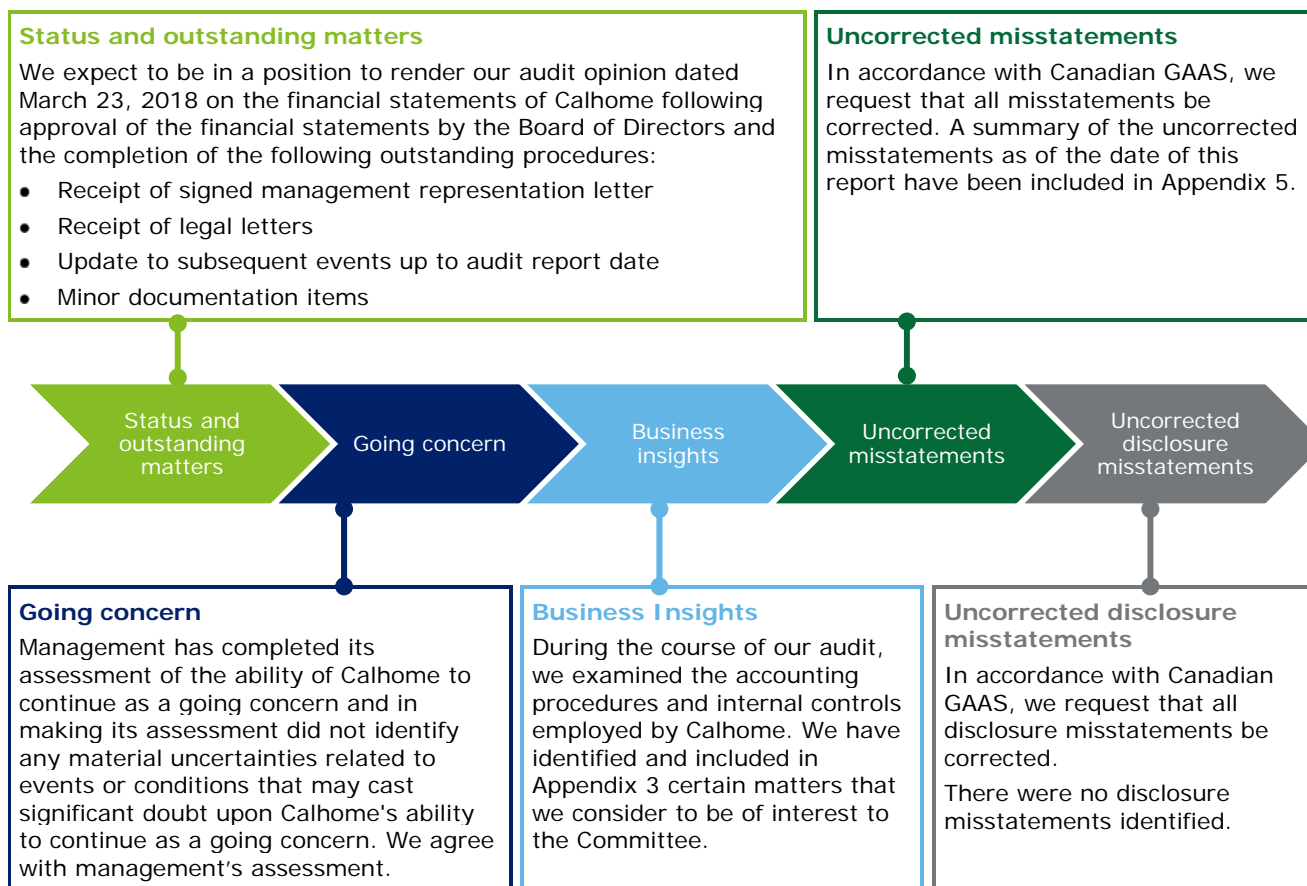 Status and outstanding matters
We expect to be in a position to render our audit opinion dated
March 23, 2018 on the financial statements of Calhome following
approval of the financial statements by the Board of Directors and
the completion of the following outstanding procedures:
• Receipt of signed management representation letter
• Receipt of legal letters
• Update to subsequent events up to audit report date
• Minor documentation items
Uncorrected misstatements
In accordance with Canadian GAAS, we
request that all misstatements be
corrected. A summary of the uncorrected
misstatements as of the date of this
report have been included in Appendix 5.
Status and
outstanding
matters
Going concern
Business
insights
Uncorrected
misstatements
Uncorrected
disclosure
misstatements
Going concern
Management has completed its
assessment of the ability of Calhome to
continue as a going concern and in
making its assessment did not identify
any material uncertainties related to
events or conditions that may cast
significant doubt upon Calhome's ability
to continue as a going concern. We agree
with management’s assessment.
Business Insights
During the course of our audit,
we examined the accounting
procedures and internal controls
employed by Calhome. We have
identified and included in
Appendix 3 certain matters that
we consider to be of interest to
the Committee.
Uncorrected disclosure
misstatements
In accordance with Canadian
GAAS, we request that all
disclosure misstatements be
corrected.
There were no disclosure
misstatements identified.